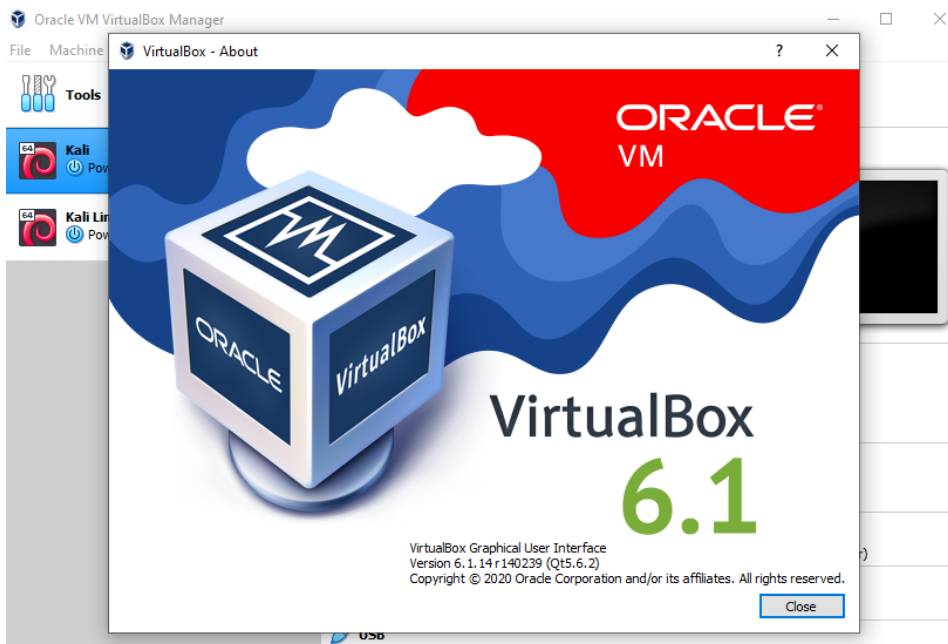 Oracle VM VirtualBox Manager
File Machine
VirtualBox - About
Tools
64
Kali
Pow
64
Kali Lin
Pow
ORACLE®
VM
ORACLE
VirtualBox
VirtualBox
6.1
VirtualBox Graphical User Interface
Version 6.1.14 r140239 (Qt5.6.2)
Copyright © 2020 Oracle Corporation and/or its affiliates. All rights reserved.
r)
Close
USB